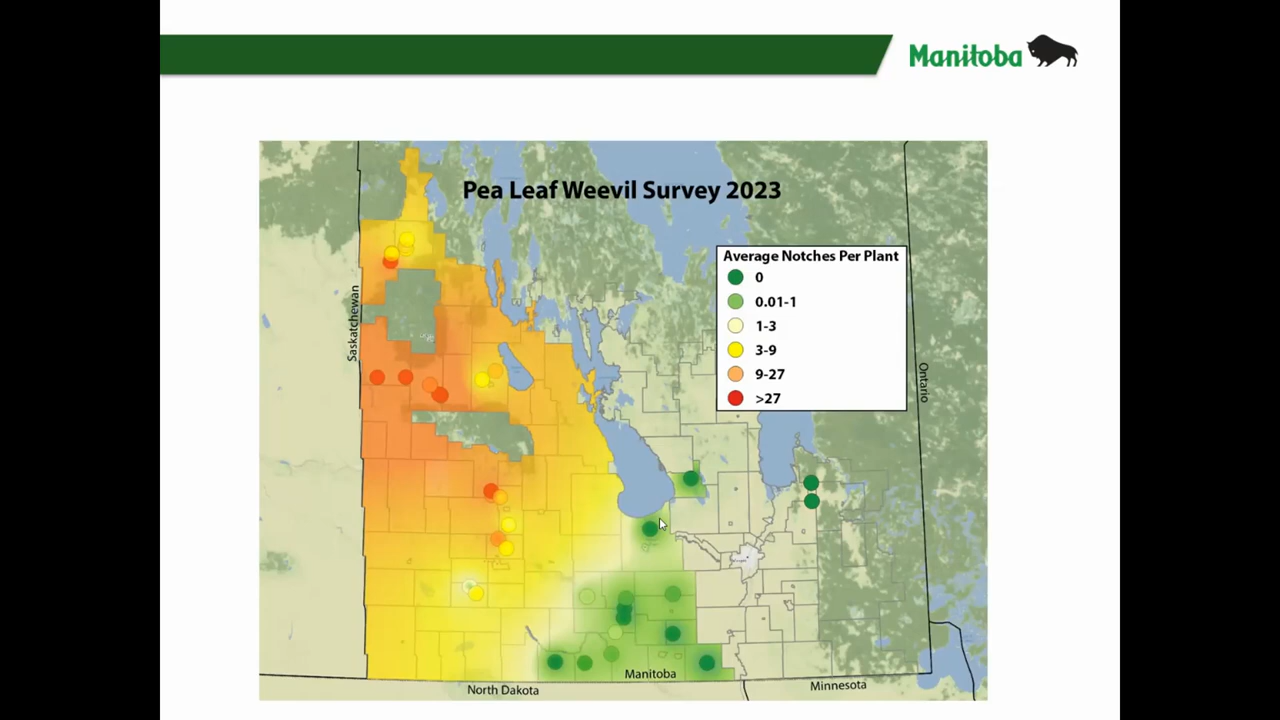 Manitoba
Pea Leaf Weevil Survey 2023
Average Notches Per Plant
0
0.01-1
1-3
3-9
9-27
>27
Saskatchewan
Ontario
Manitoba
North Dakota
Minnesota